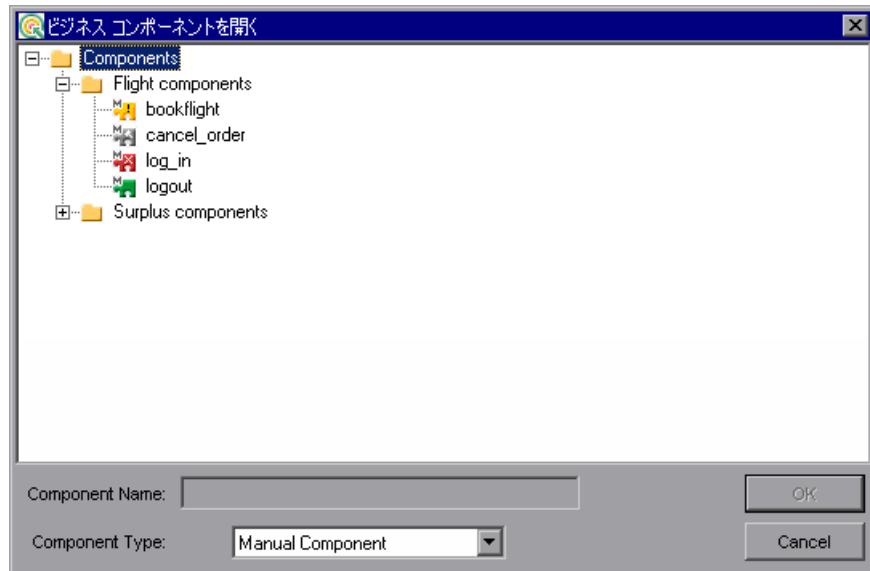 ビジネス コンポーネントを開く
Components
Flight components
bookflight
cancel_order
log_in
logout
Surplus components
Component Name:
OK
Component Type:
Manual Component
Cancel